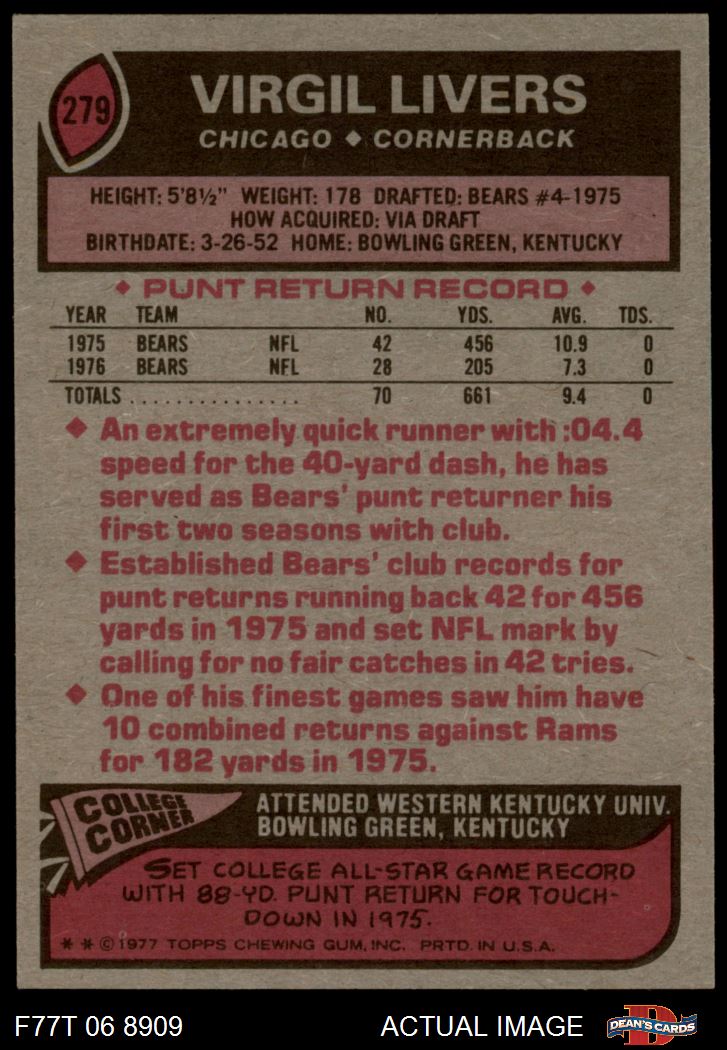 279
VIRGIL LIVERS
CHICAGO ◆ CORNERBACK
HEIGHT: 5'8½" WEIGHT: 178 DRAFTED: BEARS #4-1975
HOW ACQUIRED: VIA DRAFT
BIRTHDATE: 3-26-52 HOME: BOWLING GREEN, KENTUCKY
◆ PUNT RETURN RECORD ◆
YEAR TEAM NO. YDS. AVG. TDS.
1975 BEARS NFL 42 456 10.9 0
1976 BEARS NFL 28 205 7.3 0
TOTALS . . . . . . . . . . . . . . . . 70 661 9.4 0
◆ An extremely quick runner with :04.4
speed for the 40-yard dash, he has
served as Bears' punt returner his
first two seasons with club.
◆ Established Bears' club records for
punt returns running back 42 for 456
yards in 1975 and set NFL mark by
calling for no fair catches in 42 tries.
◆ One of his finest games saw him have
10 combined returns against Rams
for 182 yards in 1975.
COLLEGE
CORNER
ATTENDED WESTERN KENTUCKY UNIV.
BOWLING GREEN, KENTUCKY
SET COLLEGE ALL-STAR GAME RECORD
WITH 88-YD. PUNT RETURN FOR TOUCH-
DOWN IN 1975.
* * © 1977 TOPPS CHEWING GUM, INC. PRTD. IN U.S.A.
F77T 06 8909 ACTUAL IMAGE
D
DEAN'S CARDS